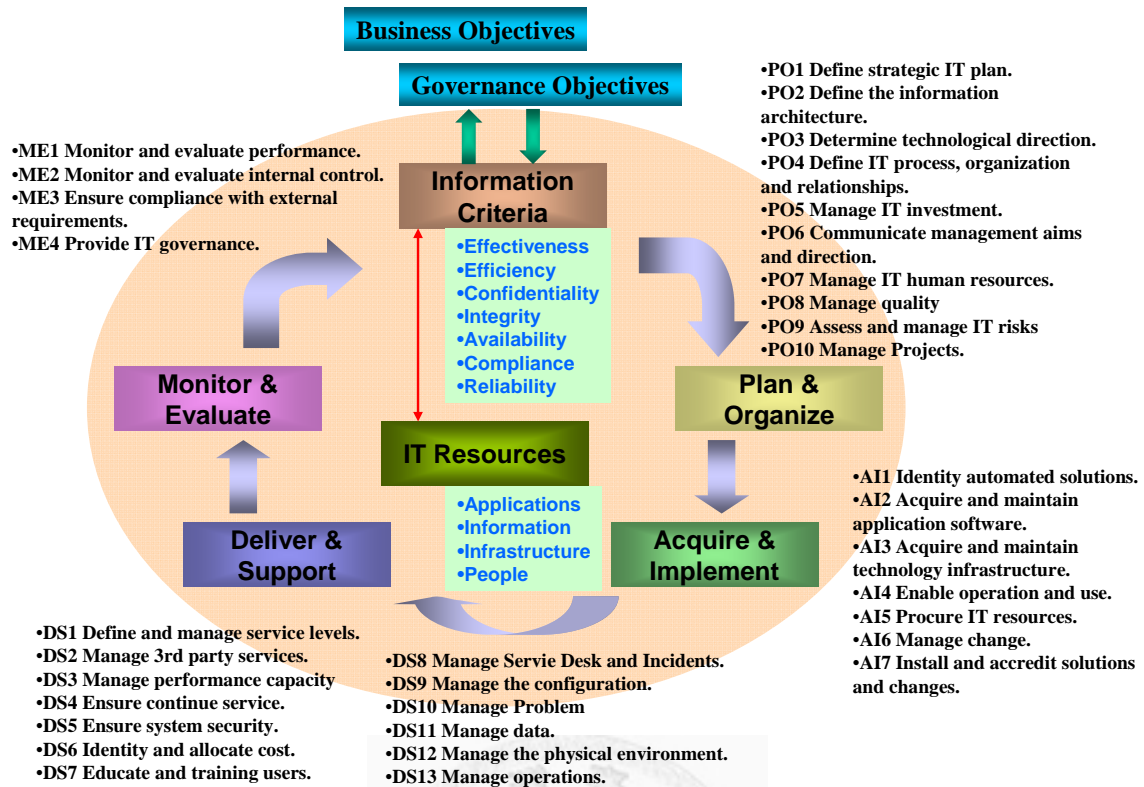 Business Objectives
Governance Objectives
•ME1 Monitor and evaluate performance.
•ME2 Monitor and evaluate internal control.
•ME3 Ensure compliance with external
requirements.
•ME4 Provide IT governance.
Information
Criteria
•Effectiveness
•Efficiency
•Confidentiality
•Integrity
•Availability
•Compliance
•Reliability
•PO1 Define strategic IT plan.
•PO2 Define the information
architecture.
•PO3 Determine technological direction.
•PO4 Define IT process, organization
and relationships.
•PO5 Manage IT investment.
•PO6 Communicate management aims
and direction.
•PO7 Manage IT human resources.
•PO8 Manage quality
•PO9 Assess and manage IT risks
•PO10 Manage Projects.
Monitor &
Evaluate
Plan &
Organize
IT Resources
•Applications
•Information
•Infrastructure
•People
Deliver &
Support
Acquire &
Implement
•AI1 Identity automated solutions.
•AI2 Acquire and maintain
application software.
•AI3 Acquire and maintain
technology infrastructure.
•AI4 Enable operation and use.
•AI5 Procure IT resources.
•AI6 Manage change.
•AI7 Install and accredit solutions
and changes.
•DS1 Define and manage service levels.
•DS2 Manage 3rd party services.
•DS3 Manage performance capacity
•DS4 Ensure continue service.
•DS5 Ensure system security.
•DS6 Identity and allocate cost.
•DS7 Educate and training users.
•DS8 Manage Servie Desk and Incidents.
•DS9 Manage the configuration.
•DS10 Manage Problem
•DS11 Manage data.
•DS12 Manage the physical environment.
•DS13 Manage operations.